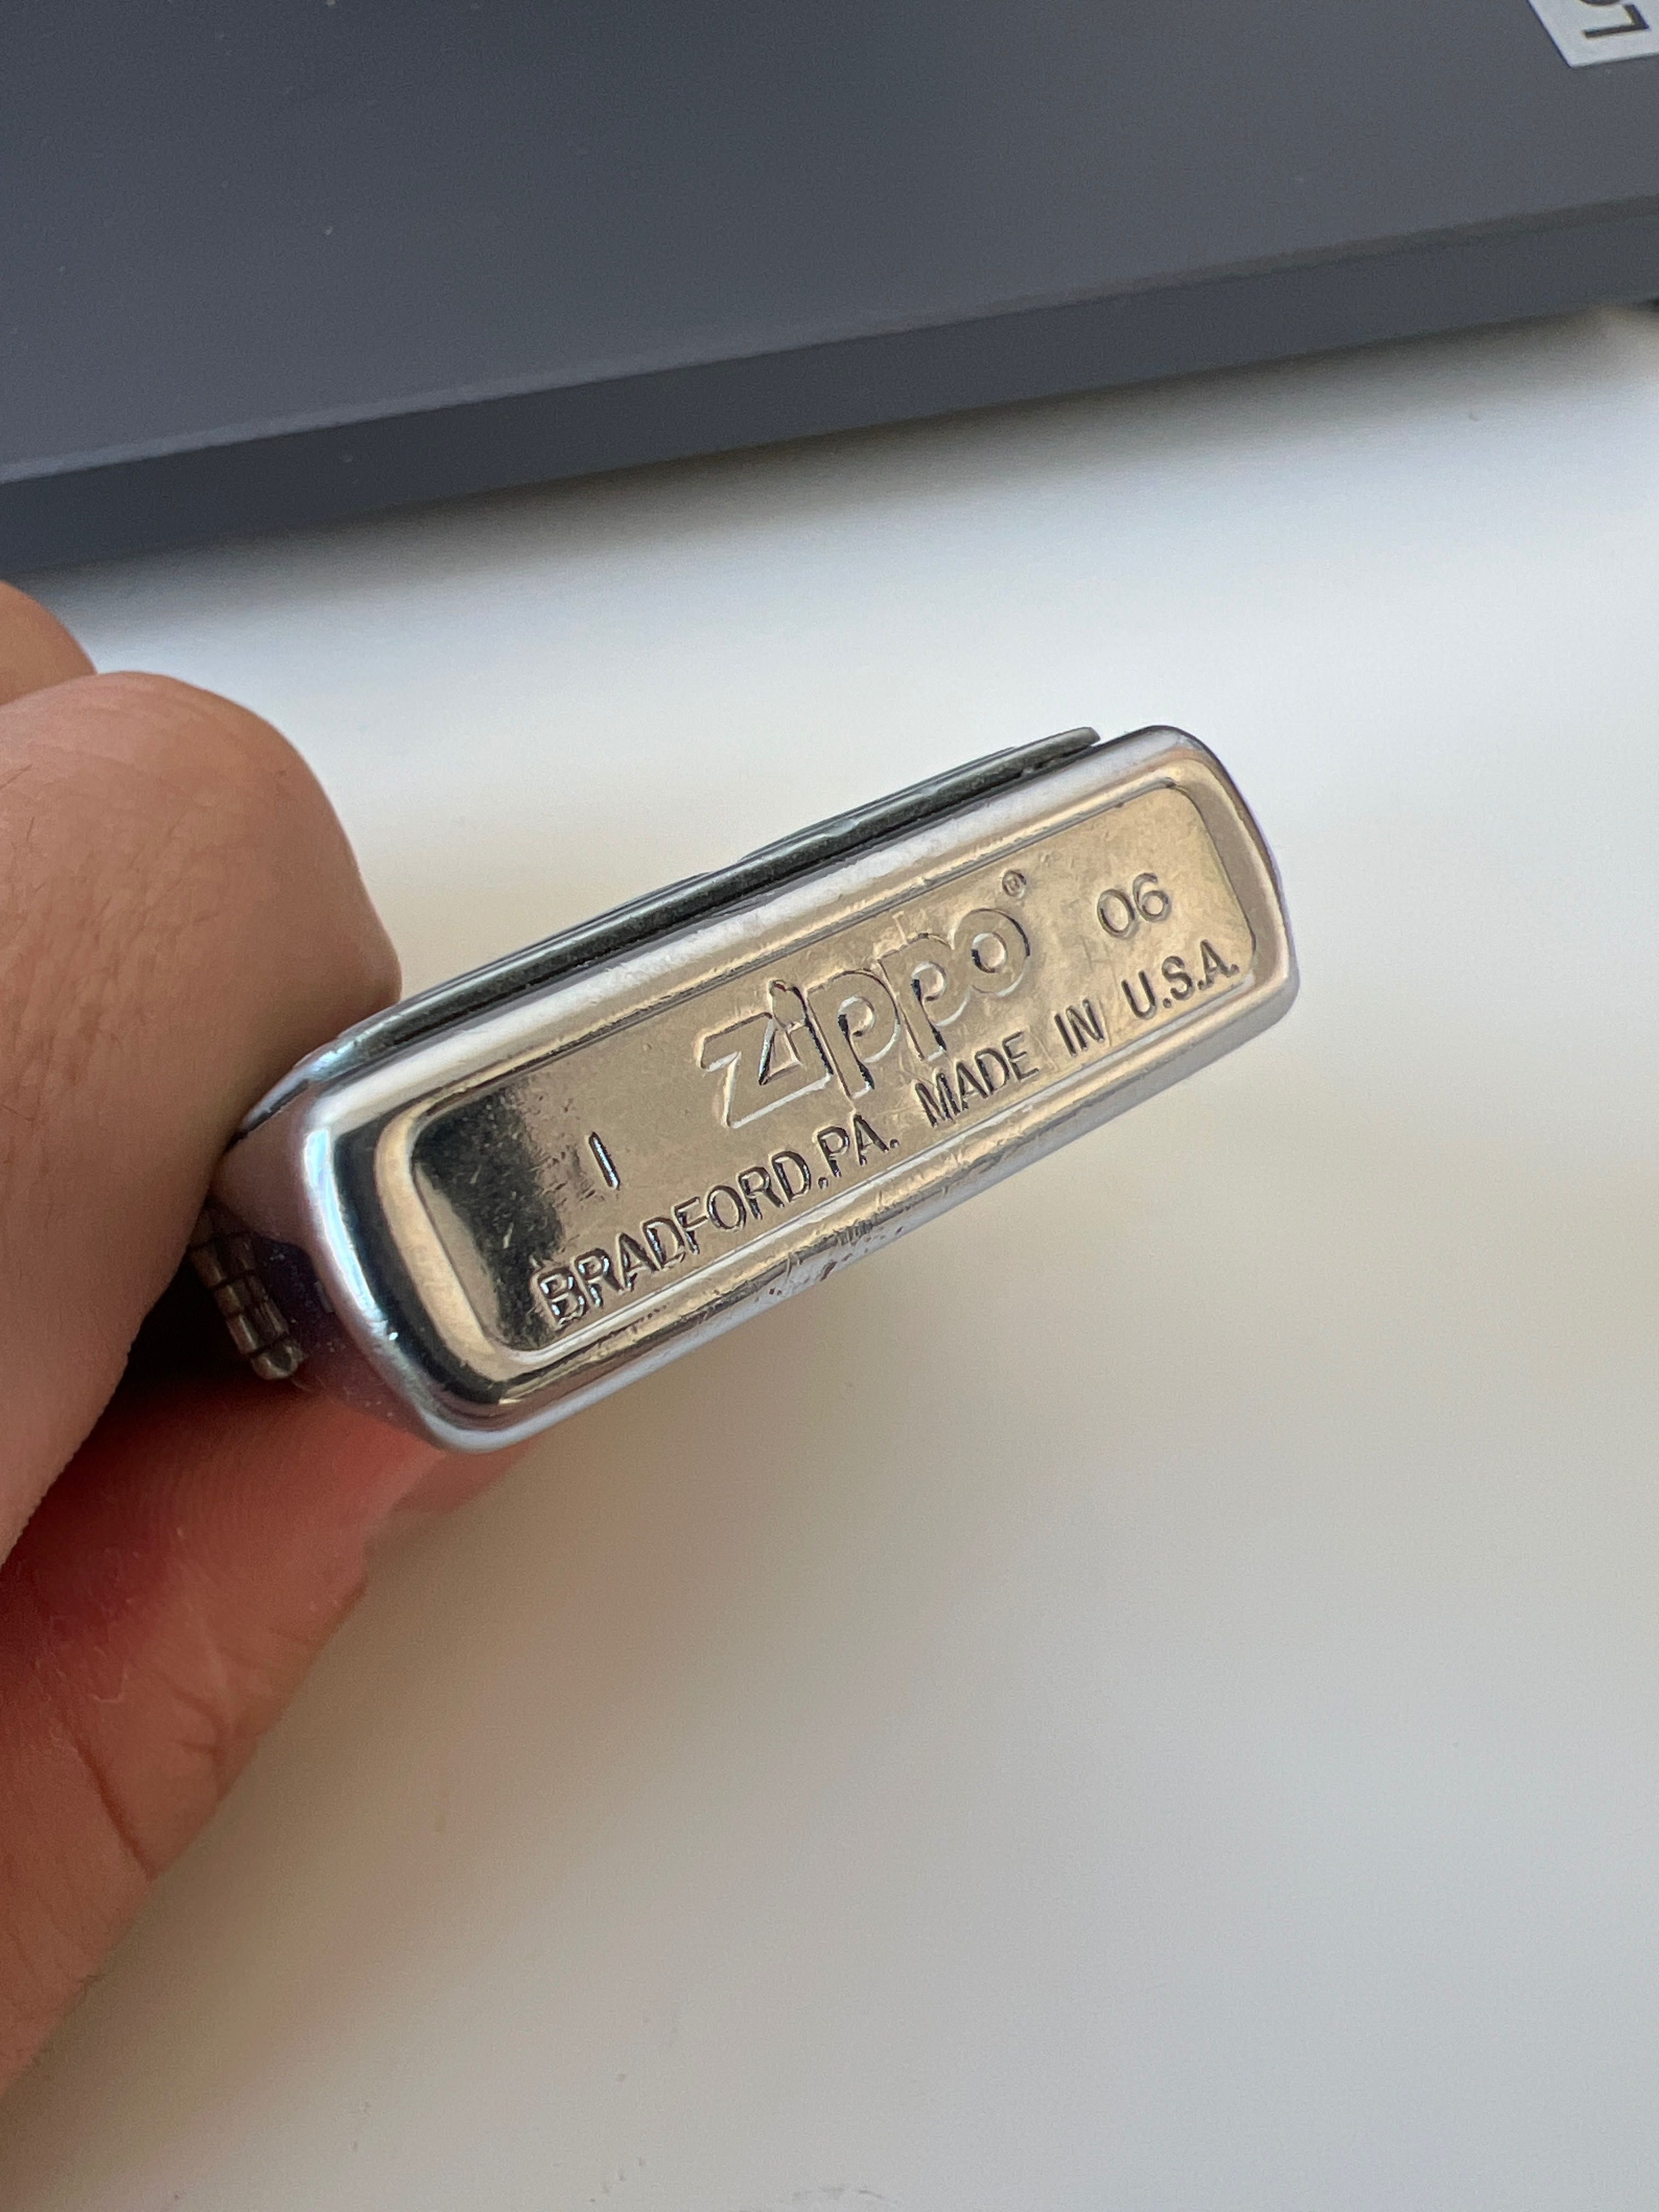 I zippo® 06
BRADFORD, PA. MADE IN U.S.A.